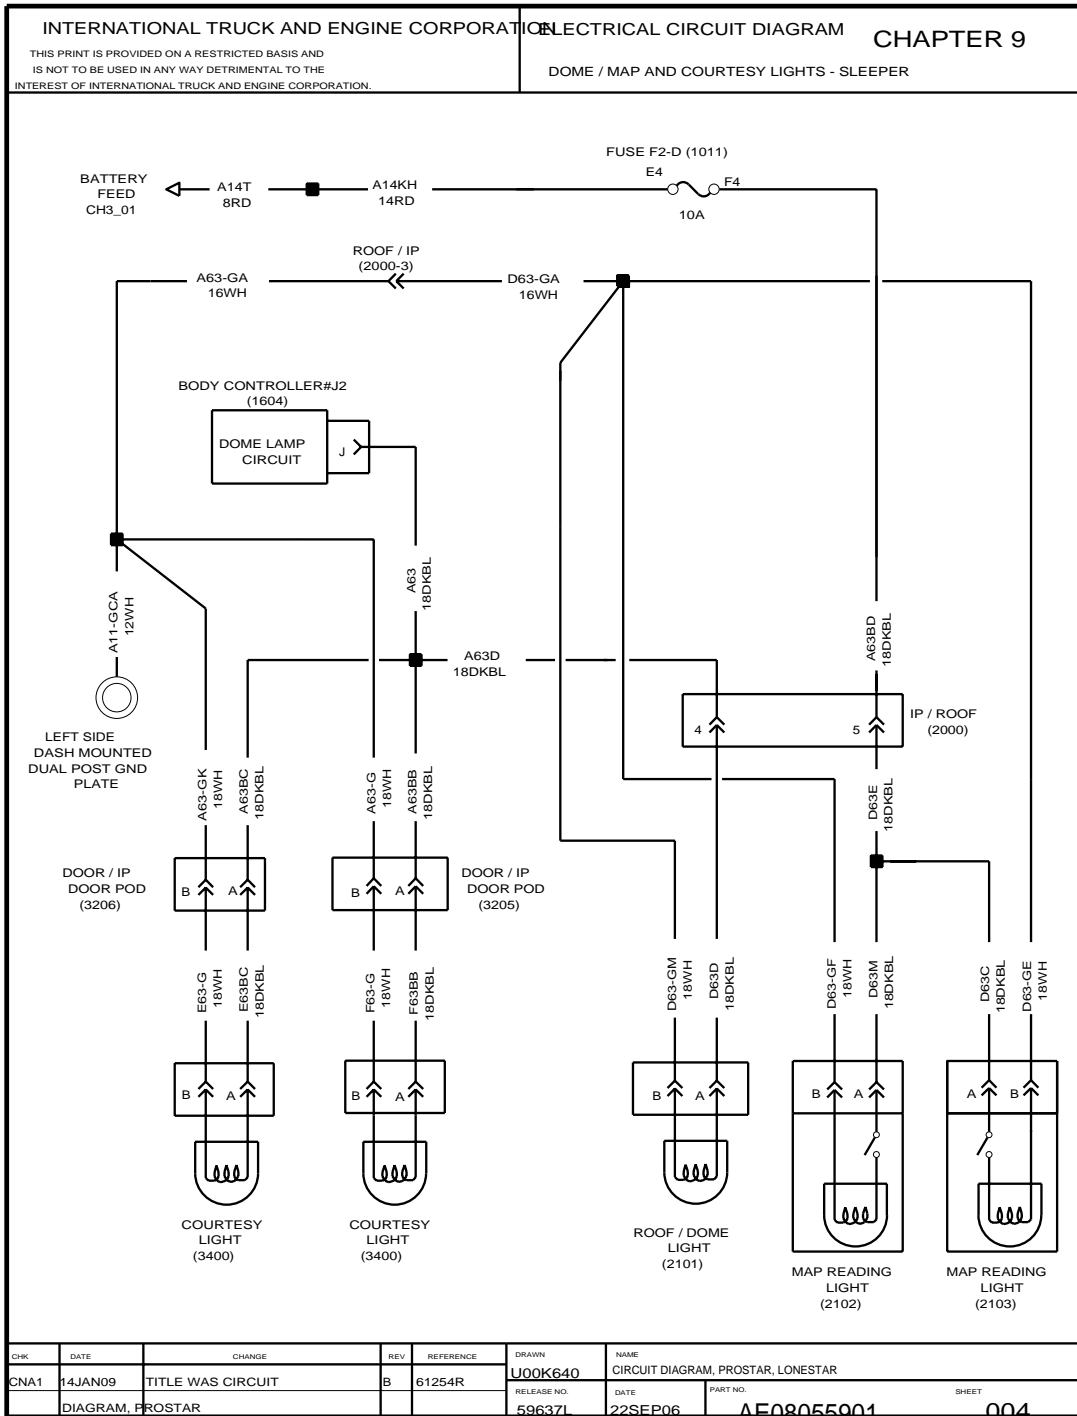 INTERNATIONAL TRUCK AND ENGINE CORPORATION
THIS PRINT IS PROVIDED ON A RESTRICTED BASIS AND
IS NOT TO BE USED IN ANY WAY DETRIMENTAL TO THE
INTEREST OF INTERNATIONAL TRUCK AND ENGINE CORPORATION.
ELECTRICAL CIRCUIT DIAGRAM
CHAPTER 9
DOME / MAP AND COURTESY LIGHTS - SLEEPER
FUSE F2-D (1011)
E4
F4
10A
BATTERY
FEED
CH3_01
A14T
8RD
A14KH
14RD
ROOF / IP
(2000-3)
A63-GA
16WH
D63-GA
16WH
BODY CONTROLLER#J2
(1604)
DOME LAMP
CIRCUIT
J
A63
18DKBL
A11-GCA
12WH
A63BD
18DKBL
A63D
18DKBL
LEFT SIDE
DASH MOUNTED
DUAL POST GND
PLATE
4
5
IP / ROOF
(2000)
A63-GK
18WH
A63BC
18DKBL
A63-G
18WH
A63BB
18DKBL
D63E
18DKBL
DOOR / IP
DOOR POD
(3206)
B
A
B
A
DOOR / IP
DOOR POD
(3205)
E63-G
18WH
E63BC
18DKBL
F63-G
18WH
F63BB
18DKBL
D63-GM
18WH
D63D
18DKBL
D63-GF
18WH
D63M
18DKBL
D63C
18DKBL
D63-GE
18WH
B
A
B
A
B
A
B
A
A
B
COURTESY
LIGHT
(3400)
COURTESY
LIGHT
(3400)
ROOF / DOME
LIGHT
(2101)
MAP READING
LIGHT
(2102)
MAP READING
LIGHT
(2103)
CHK
DATE
CHANGE
REV
REFERENCE
DRAWN
NAME
CNA1
14JAN09
TITLE WAS CIRCUIT
B
61254R
U00K640
CIRCUIT DIAGRAM, PROSTAR, LONESTAR
DIAGRAM, PROSTAR
RELEASE NO.
DATE
PART NO.
SHEET
59637L
22SEP06
AE08055901
004